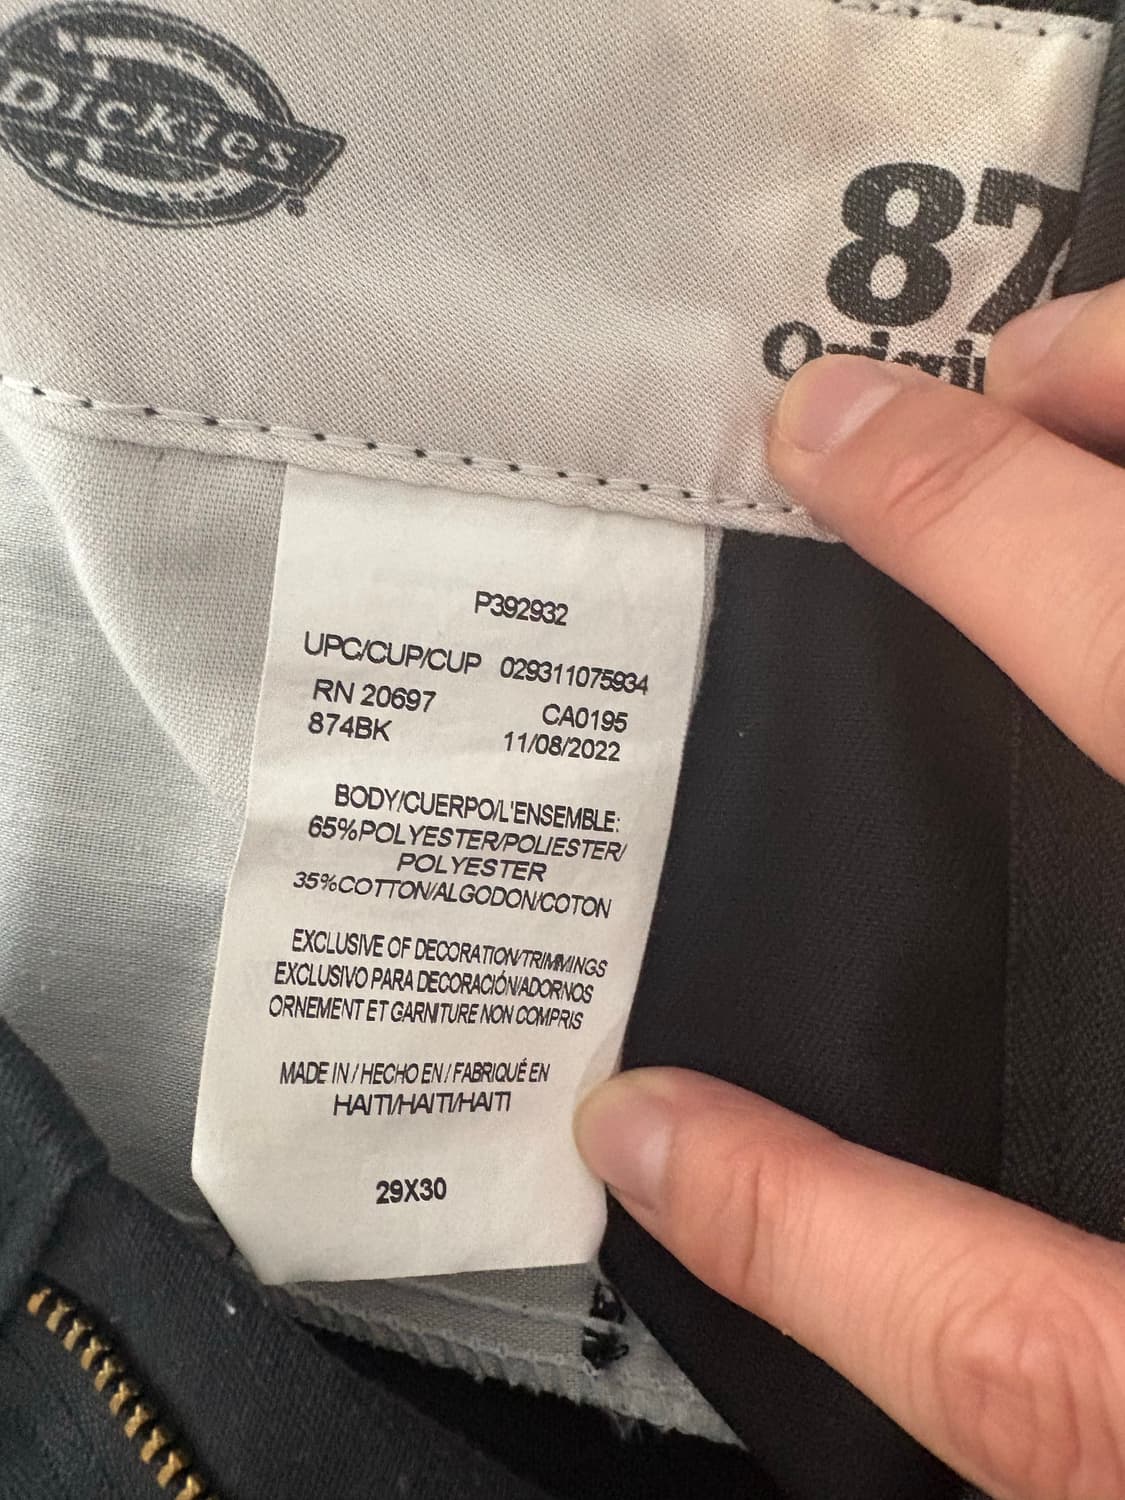 Dickies
87
P392932
UPC/CUP/CUP 029311075934
RN 20697 CA0195
874BK 11/08/2022
BODY/CUERPO/L'ENSEMBLE:
65%POLYESTER/POLIESTER/
POLYESTER
35%COTTON/ALGODON/COTON
EXCLUSIVE OF DECORATION/TRIMMINGS
EXCLUSIVO PARA DECORACIÓN/ADORNOS
ORNEMENT ET GARNITURE NON COMPRIS
MADE IN / HECHO EN / FABRIQUÉ EN
HAITI/HAITI/HAITI
29X30